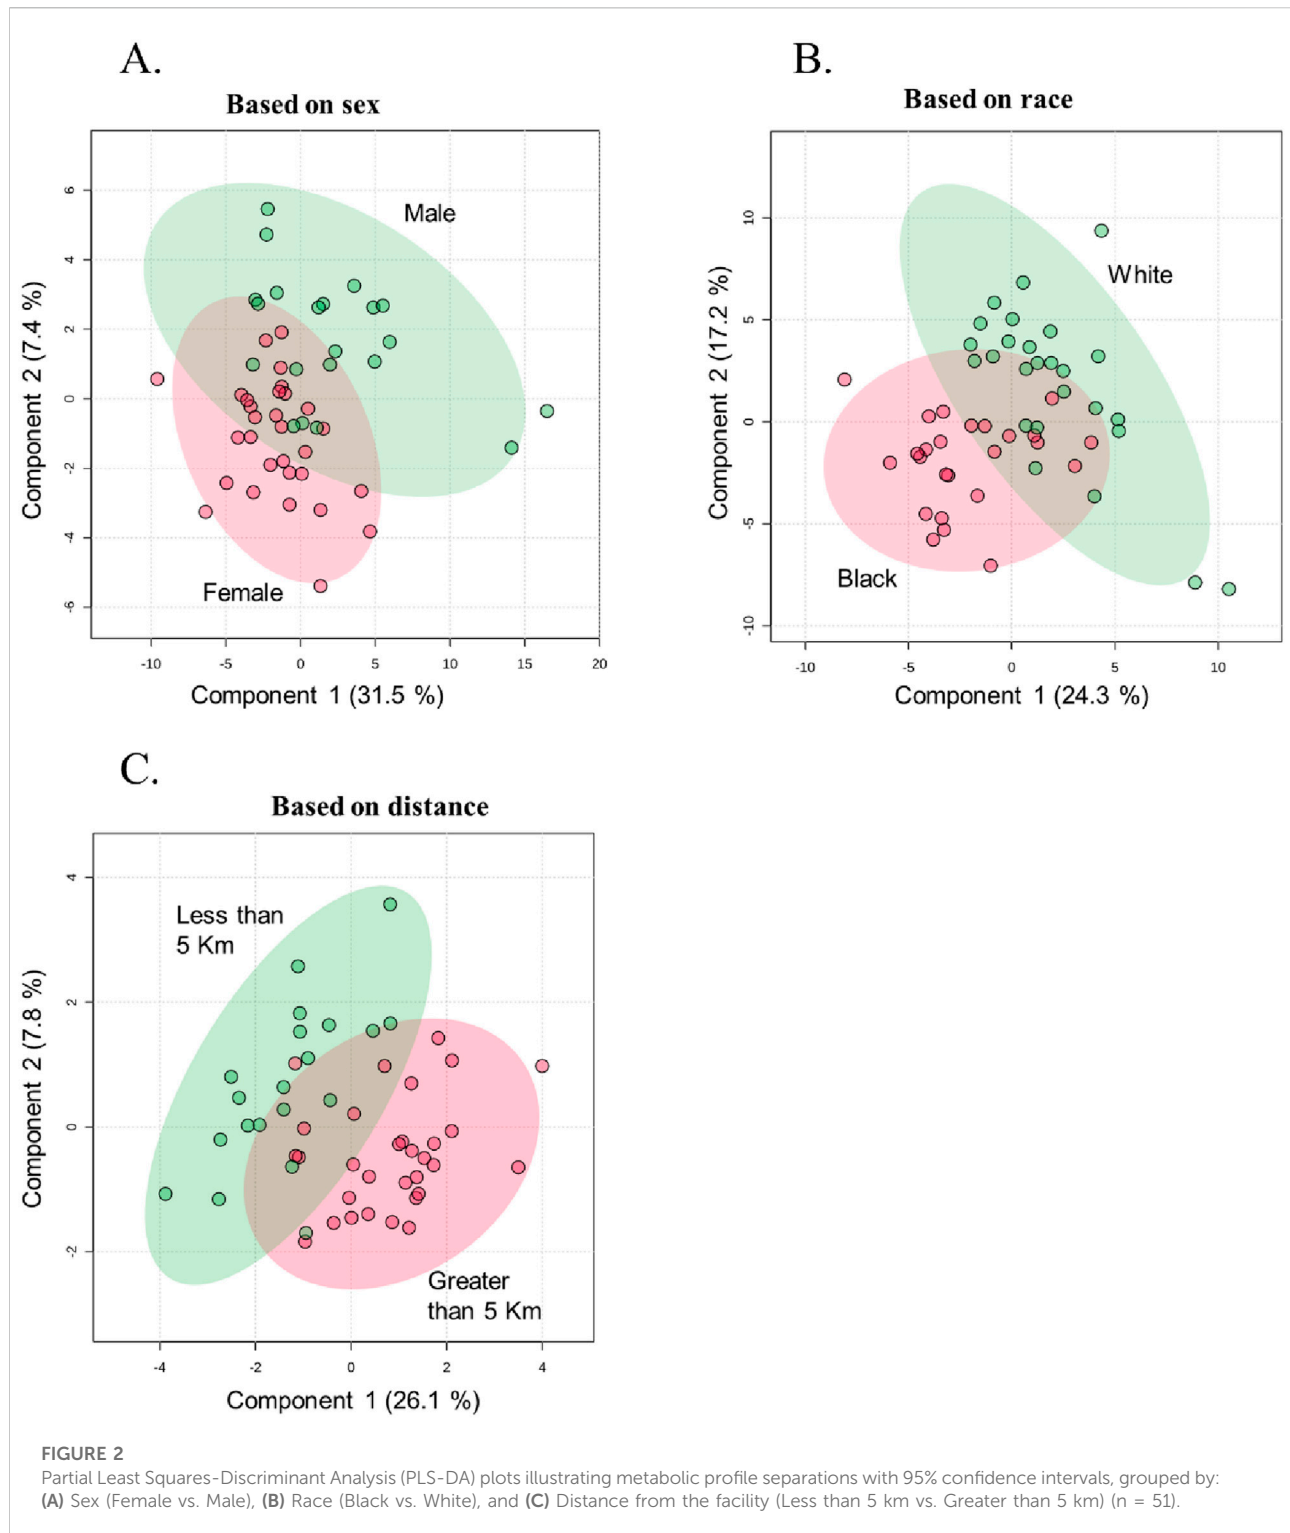 A.
Based on sex
Male
Female
6
4
2
0
-2
-4
-6
Component 2 (7.4 %)
-10 -5 0 5 10 15 20
Component 1 (31.5 %)
B.
Based on race
White
Black
10
5
0
-5
-10
Component 2 (17.2 %)
-10 -5 0 5 10
Component 1 (24.3 %)
C.
Based on distance
Less than
5 Km
Greater
than 5 Km
4
2
0
-2
Component 2 (7.8 %)
-4 -2 0 2 4
Component 1 (26.1 %)
FIGURE 2
Partial Least Squares-Discriminant Analysis (PLS-DA) plots illustrating metabolic profile separations with 95% confidence intervals, grouped by:
(A) Sex (Female vs. Male), (B) Race (Black vs. White), and (C) Distance from the facility (Less than 5 km vs. Greater than 5 km) (n = 51).